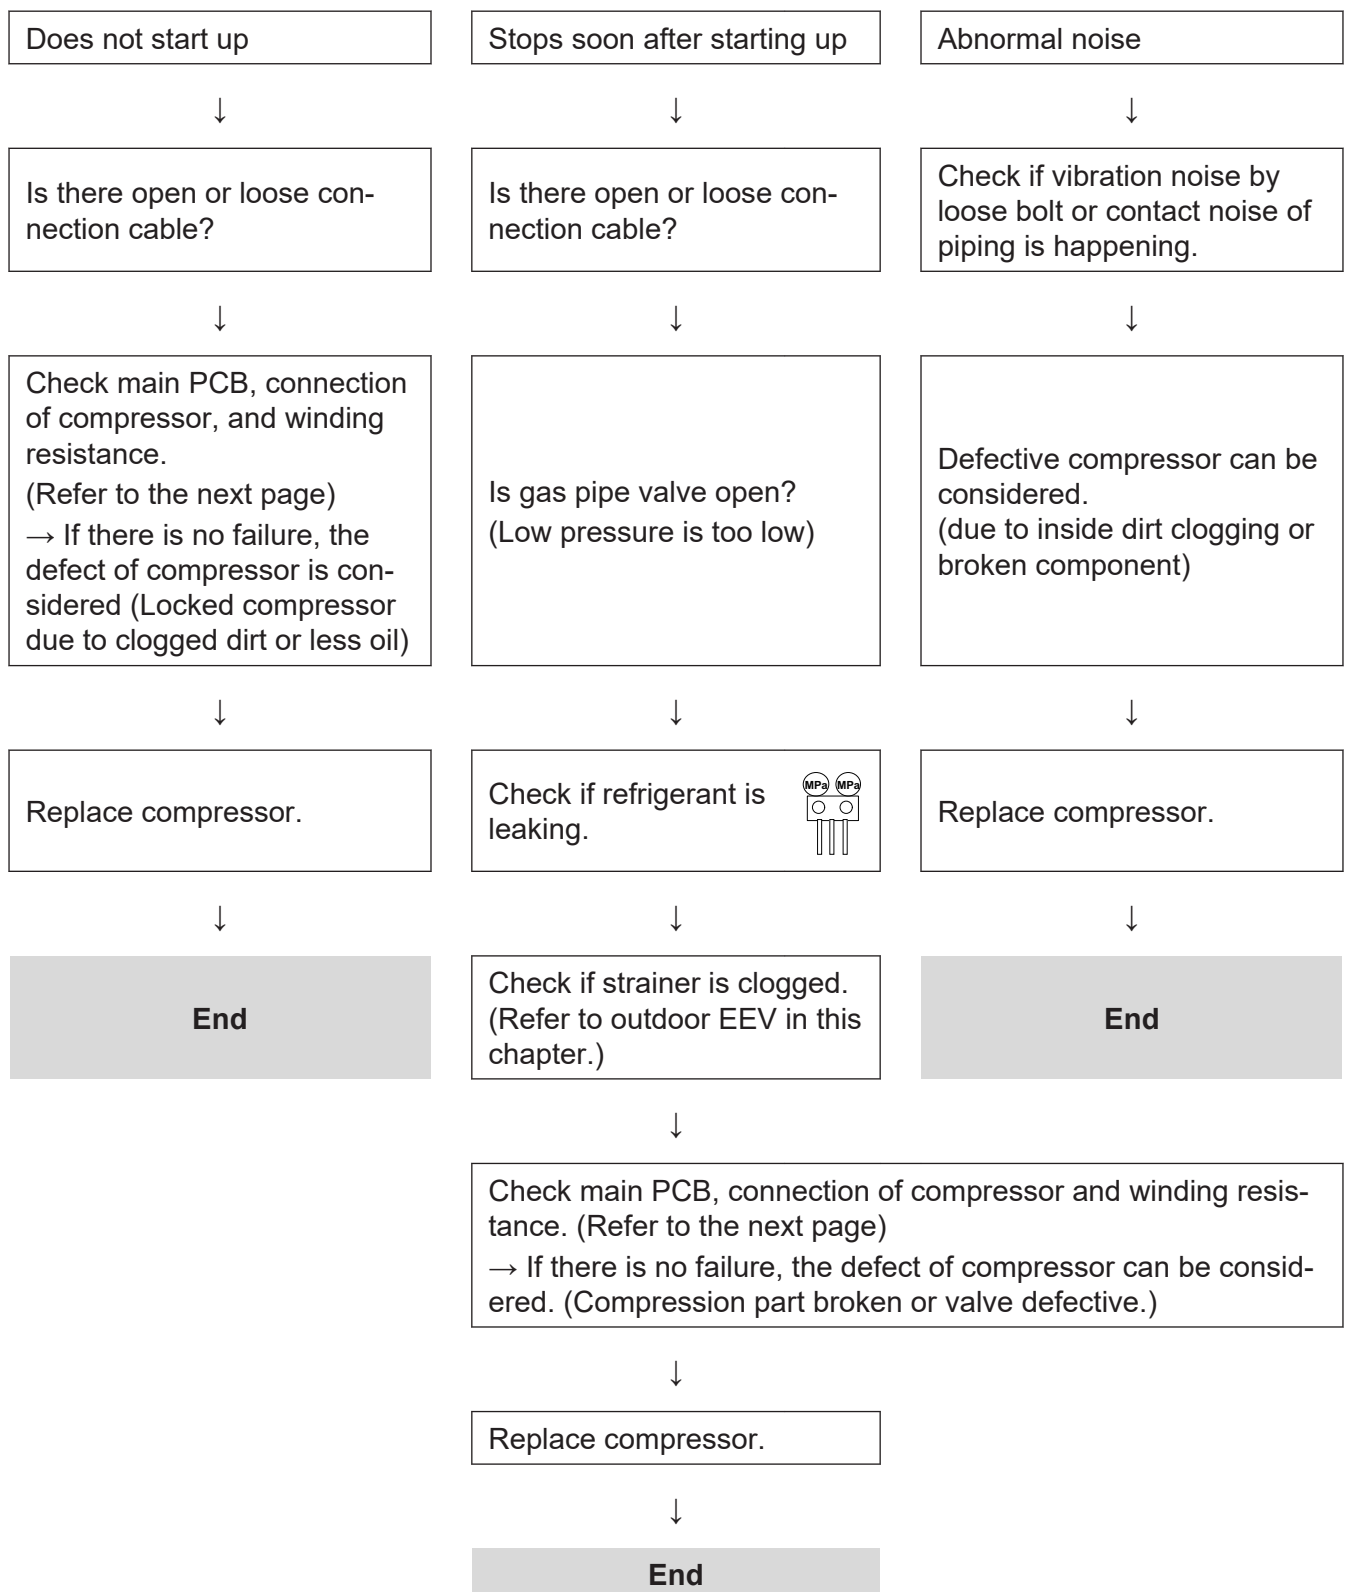 Does not start up
↓
Is there open or loose con-
nection cable?
↓
Check main PCB, connection
of compressor, and winding
resistance.
(Refer to the next page)
→ If there is no failure, the
defect of compressor is con-
sidered (Locked compressor
due to clogged dirt or less oil)
↓
Replace compressor.
↓
End
Stops soon after starting up
↓
Is there open or loose con-
nection cable?
↓
Is gas pipe valve open?
(Low pressure is too low)
↓
Check if refrigerant is
leaking.
MPa MPa
↓
Check if strainer is clogged.
(Refer to outdoor EEV in this
chapter.)
↓
Check main PCB, connection of compressor and winding resis-
tance. (Refer to the next page)
→ If there is no failure, the defect of compressor can be consid-
ered. (Compression part broken or valve defective.)
↓
Replace compressor.
↓
End
Abnormal noise
↓
Check if vibration noise by
loose bolt or contact noise of
piping is happening.
↓
Defective compressor can be
considered.
(due to inside dirt clogging or
broken component)
↓
Replace compressor.
↓
End